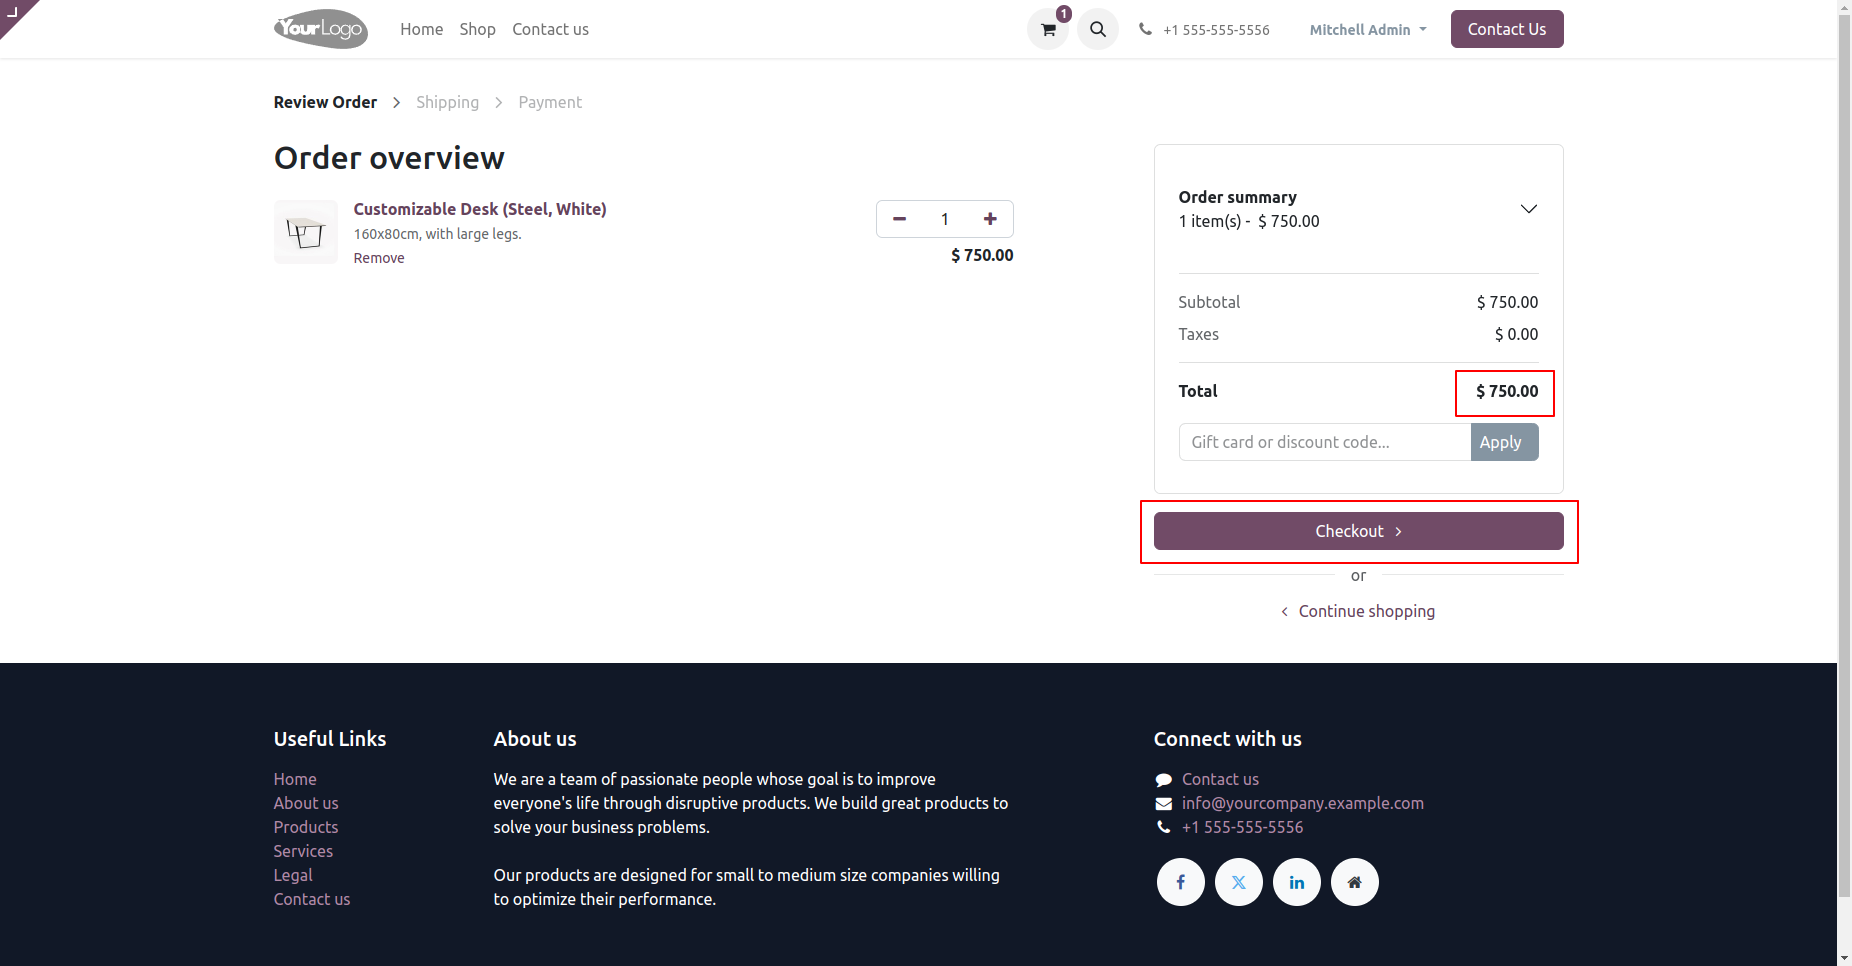 YourLogo
Home Shop Contact us
1
+1 555-555-5556
Mitchell Admin
Contact Us
Review Order > Shipping > Payment
Order overview
Customizable Desk (Steel, White)
160x80cm, with large legs.
Remove
1
$ 750.00
Order summary
1 item(s) - $ 750.00
Subtotal $ 750.00
Taxes $ 0.00
Total $ 750.00
Gift card or discount code... Apply
Checkout >
or
< Continue shopping
Useful Links
Home
About us
Products
Services
Legal
Contact us
About us
We are a team of passionate people whose goal is to improve
everyone's life through disruptive products. We build great products to
solve your business problems.
Our products are designed for small to medium size companies willing
to optimize their performance.
Connect with us
Contact us
info@yourcompany.example.com
+1 555-555-5556